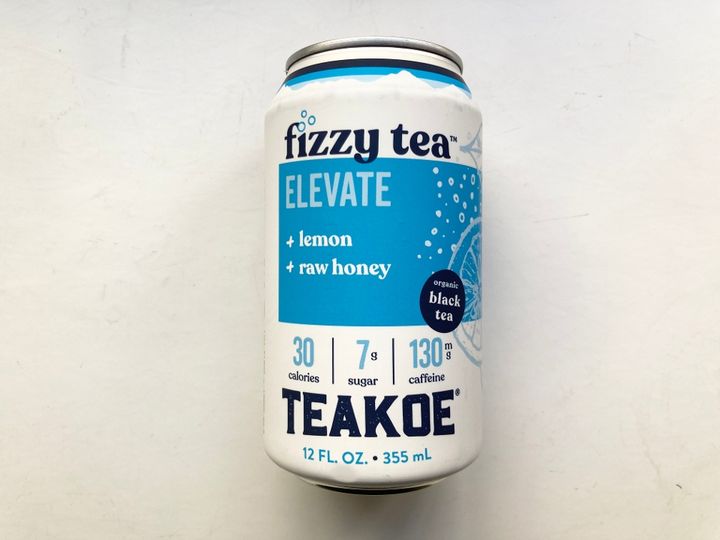 fizzy tea™
ELEVATE
+ lemon
+ raw honey
organic
black
tea
30
calories
7g
sugar
130mg
caffeine
TEAKOE®
12 FL. OZ. • 355 mL